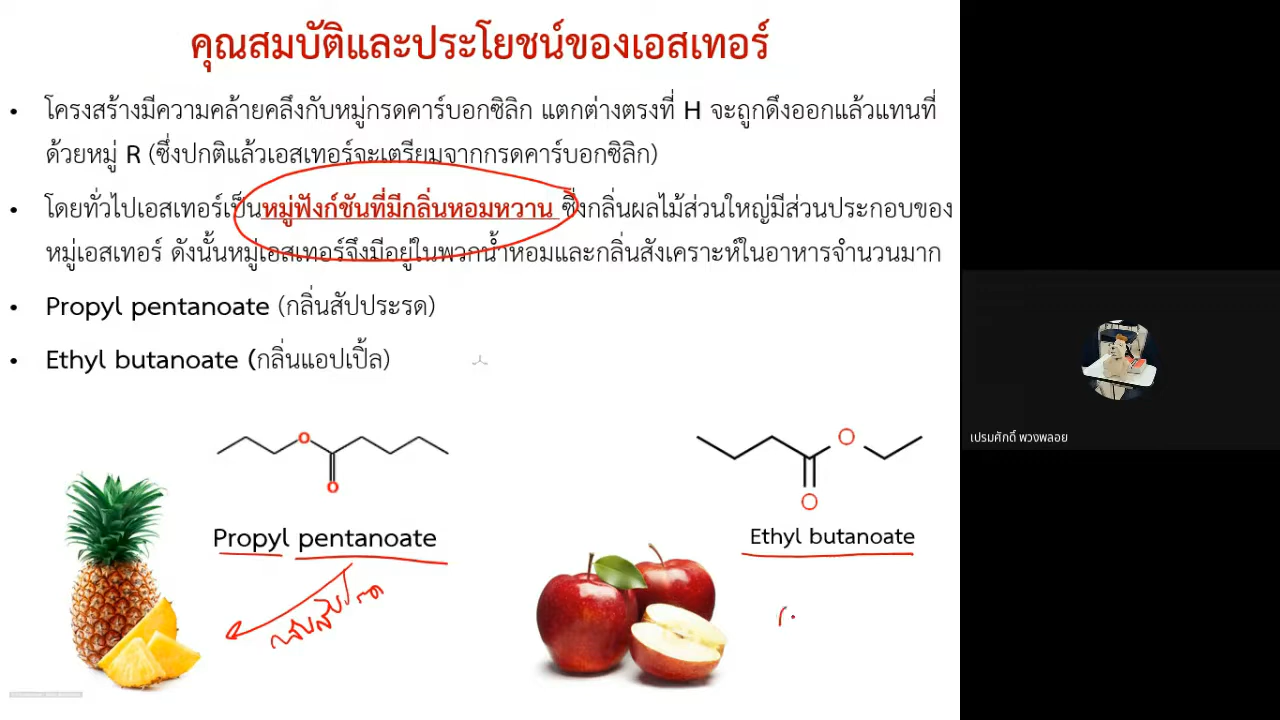 คุณสมบัติและประโยชน์ของเอสเทอร์
• โครงสร้างมีความคล้ายคลึงกับหมู่กรดคาร์บอกซิลิก แตกต่างตรงที่ H จะถูกดึงออกแล้วแทนที่
ด้วยหมู่ R (ซึ่งปกติแล้วเอสเทอร์จะเตรียมจากกรดคาร์บอกซิลิก)
• โดยทั่วไปเอสเทอร์เป็นหมู่ฟังก์ชันที่มีกลิ่นหอมหวาน ซึ่งกลิ่นผลไม้ส่วนใหญ่มีส่วนประกอบของ
หมู่เอสเทอร์ ดังนั้นหมู่เอสเทอร์จึงมีอยู่ในพวกน้ำหอมและกลิ่นสังเคราะห์ในอาหารจำนวนมาก
• Propyl pentanoate (กลิ่นสัปประรด)
• Ethyl butanoate (กลิ่นแอปเปิ้ล)
O
O
Propyl pentanoate
O
O
Ethyl butanoate
เปรมศักดิ์ พวงพลอย